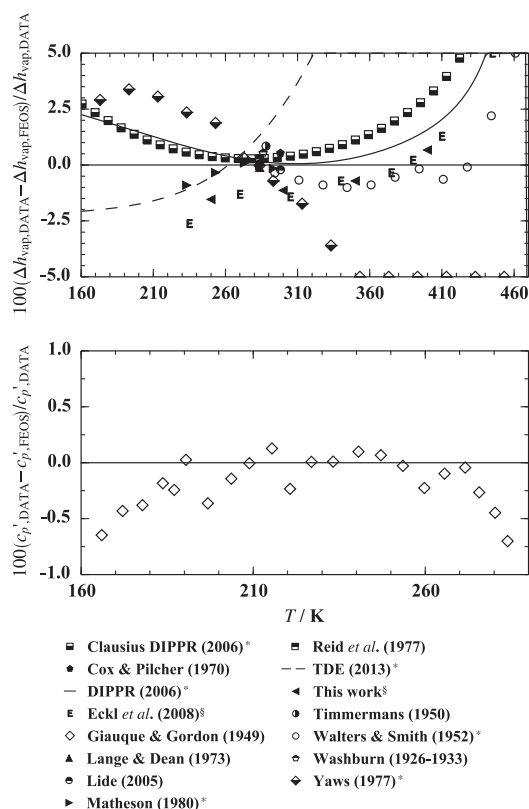 100(Δhvap,DATA−Δhvap,FEOS)/Δhvap,DATA
5.0
2.5
0.0
-2.5
-5.0
160 210 260 310 360 410 460
100(cp',DATA−cp',FEOS)/cp',DATA
1.0
0.5
0.0
-0.5
-1.0
160 210 260
T / K
Clausius DIPPR (2006)*
Cox & Pilcher (1970)
DIPPR (2006)*
Eckl et al. (2008)§
Giauque & Gordon (1949)
Lange & Dean (1973)
Lide (2005)
Matheson (1980)*
Reid et al. (1977)
TDE (2013)*
This work§
Timmermans (1950)
Walters & Smith (1952)*
Washburn (1926-1933)
Yaws (1977)*